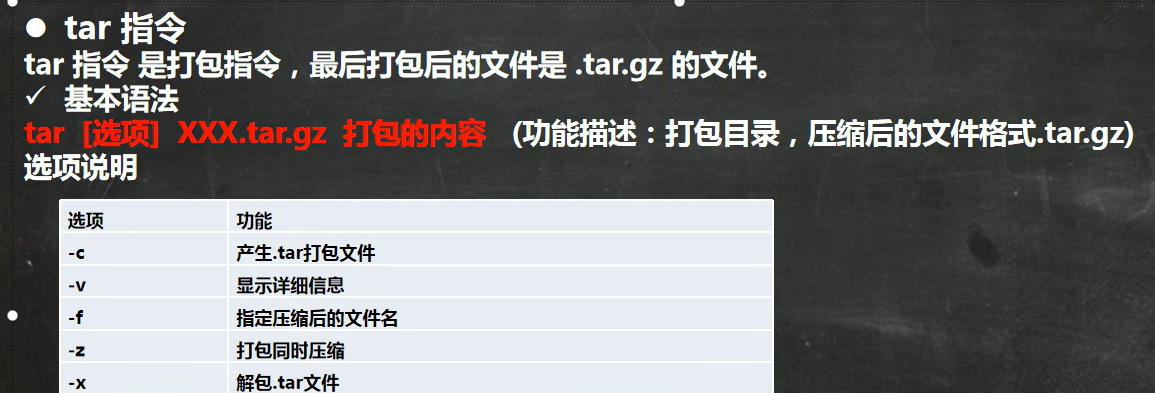 ● tar 指令
tar 指令 是打包指令，最后打包后的文件是 .tar.gz 的文件。
✓ 基本语法
tar [选项] XXX.tar.gz 打包的内容 (功能描述：打包目录，压缩后的文件格式.tar.gz)
选项说明
选项 功能
-c 产生.tar打包文件
-v 显示详细信息
-f 指定压缩后的文件名
-z 打包同时压缩
-x 解包.tar文件